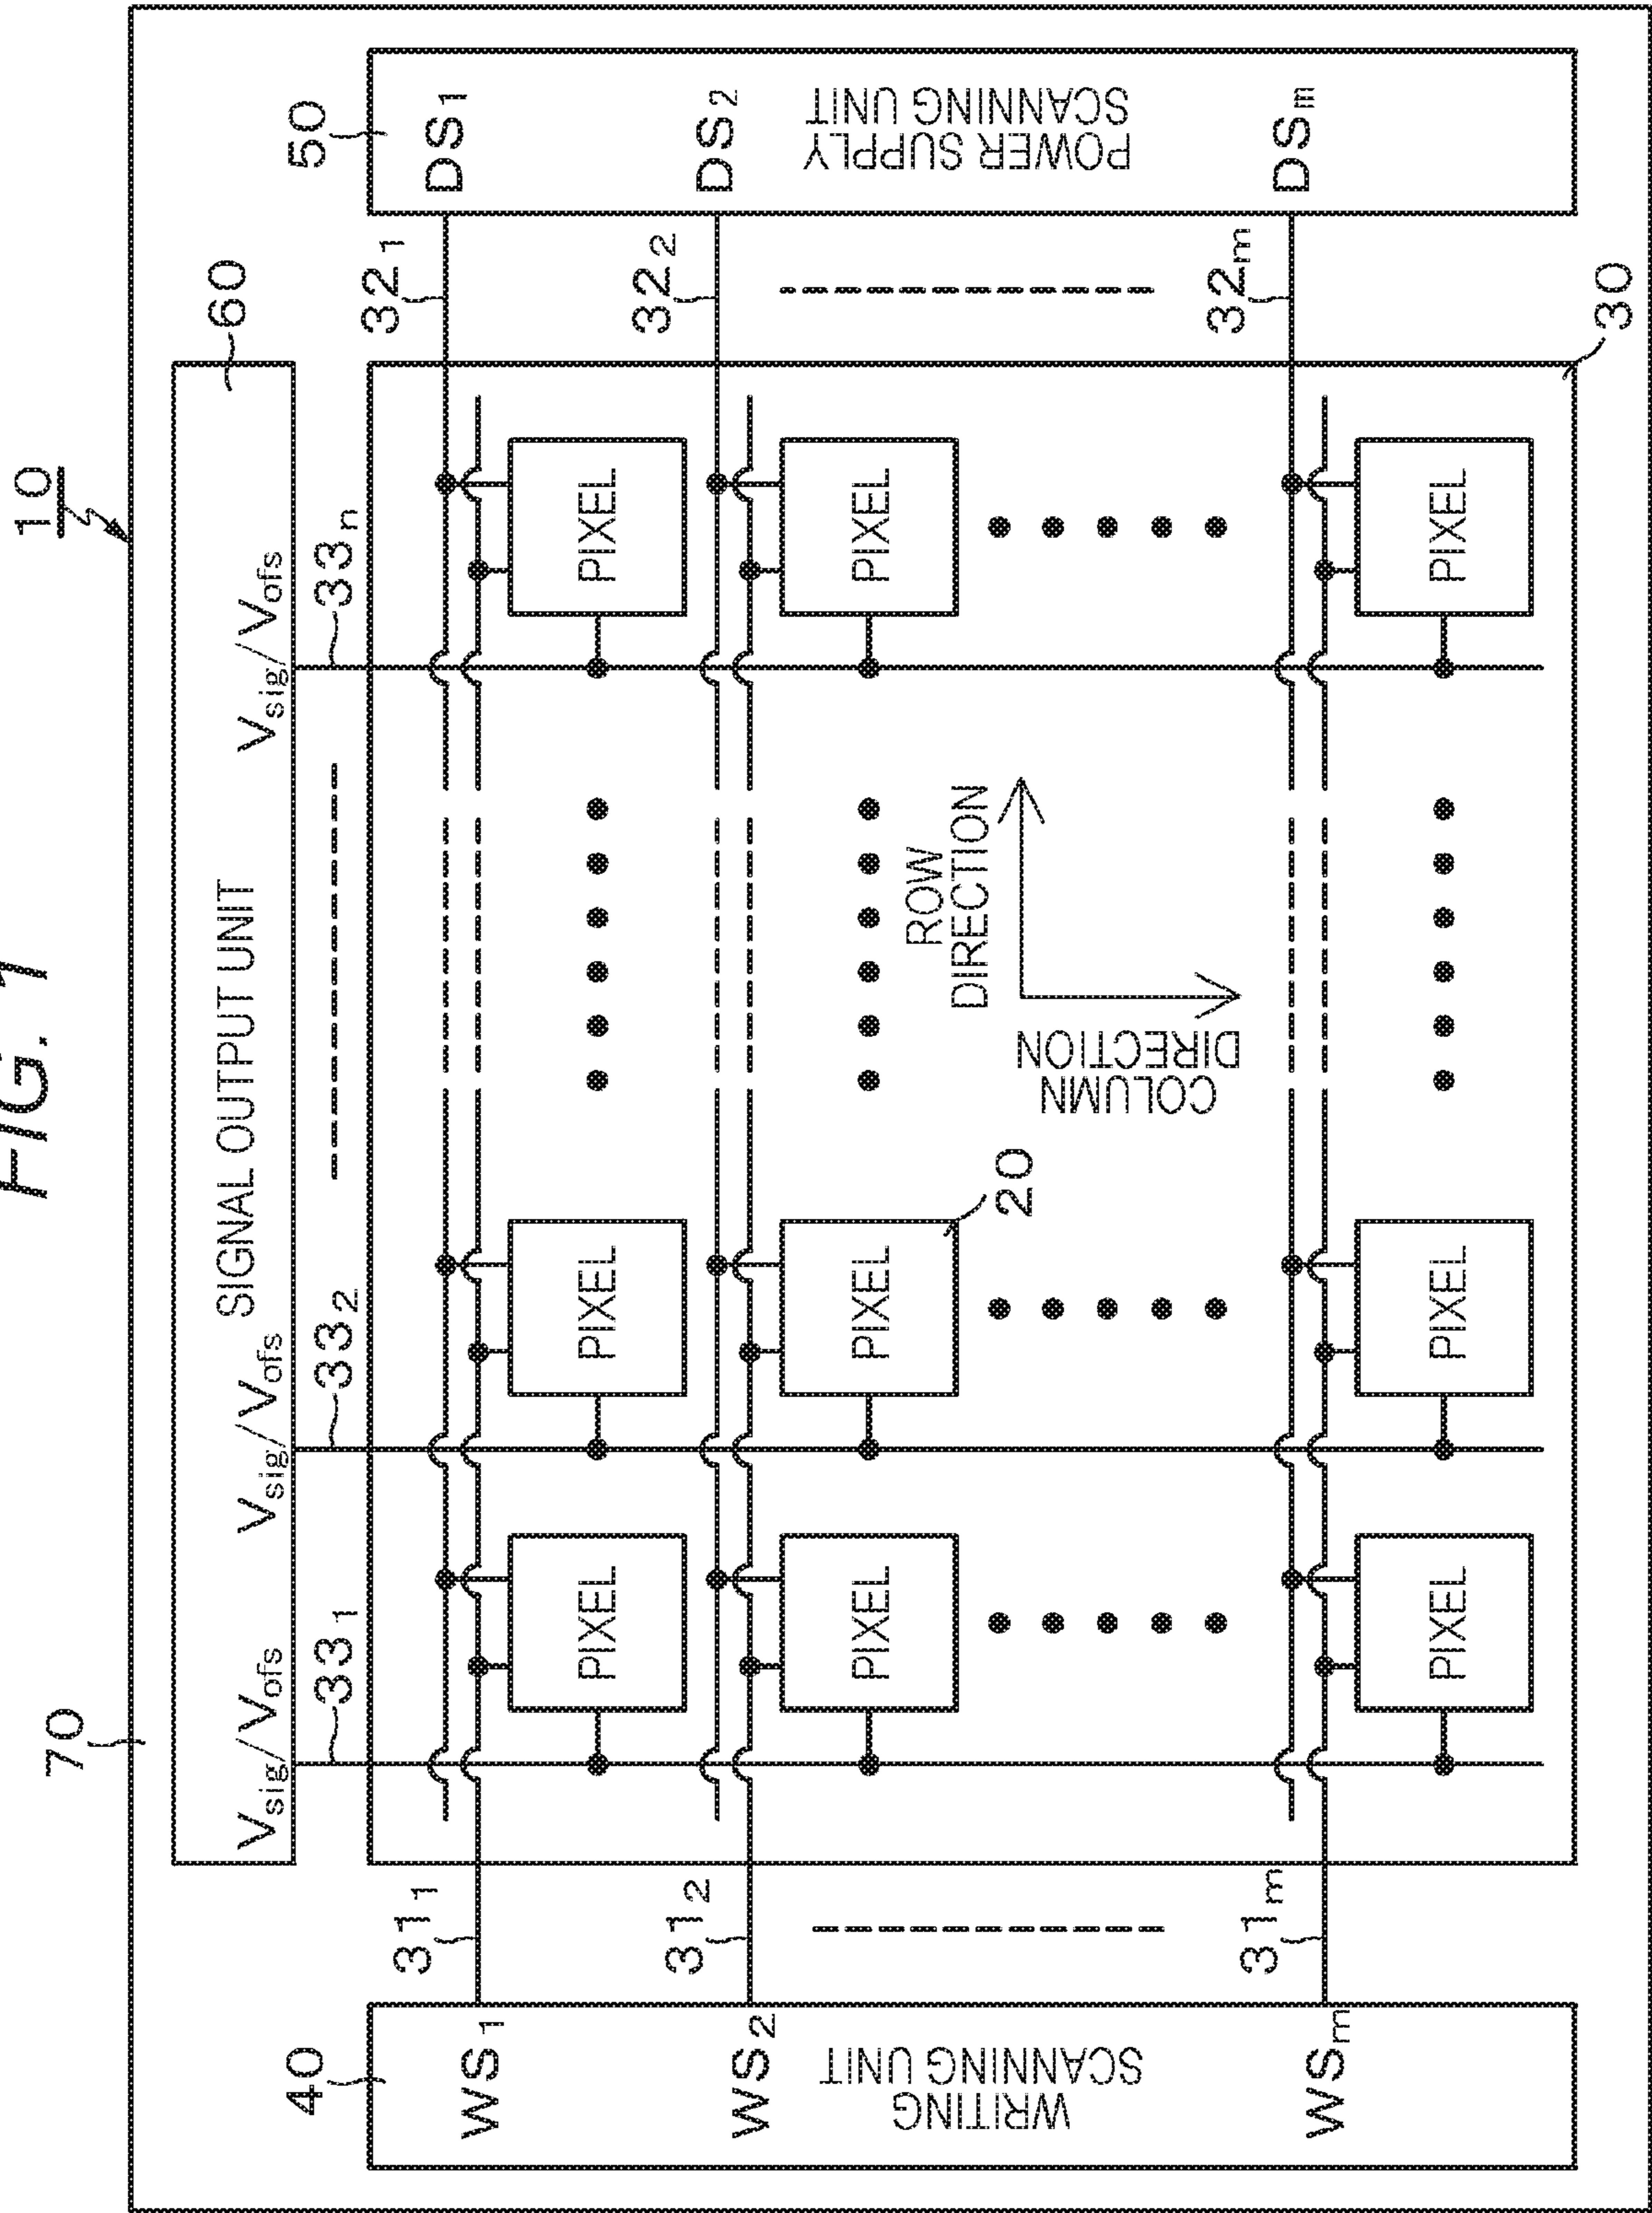 FIG. 1
10
70
SIGNAL OUTPUT UNIT
60
Vsig/Vofs
Vsig/Vofs
Vsig/Vofs
33₁
33₂
33ₙ
40
50
WS₁
31₁
32₁
DS₁
PIXEL
PIXEL
PIXEL
WS₂
31₂
32₂
DS₂
PIXEL
PIXEL
PIXEL
20
WRITING
SCANNING UNIT
POWER SUPPLY
SCANNING UNIT
ROW
DIRECTION
COLUMN
DIRECTION
WSₘ
31ₘ
32ₘ
DSₘ
PIXEL
PIXEL
PIXEL
30